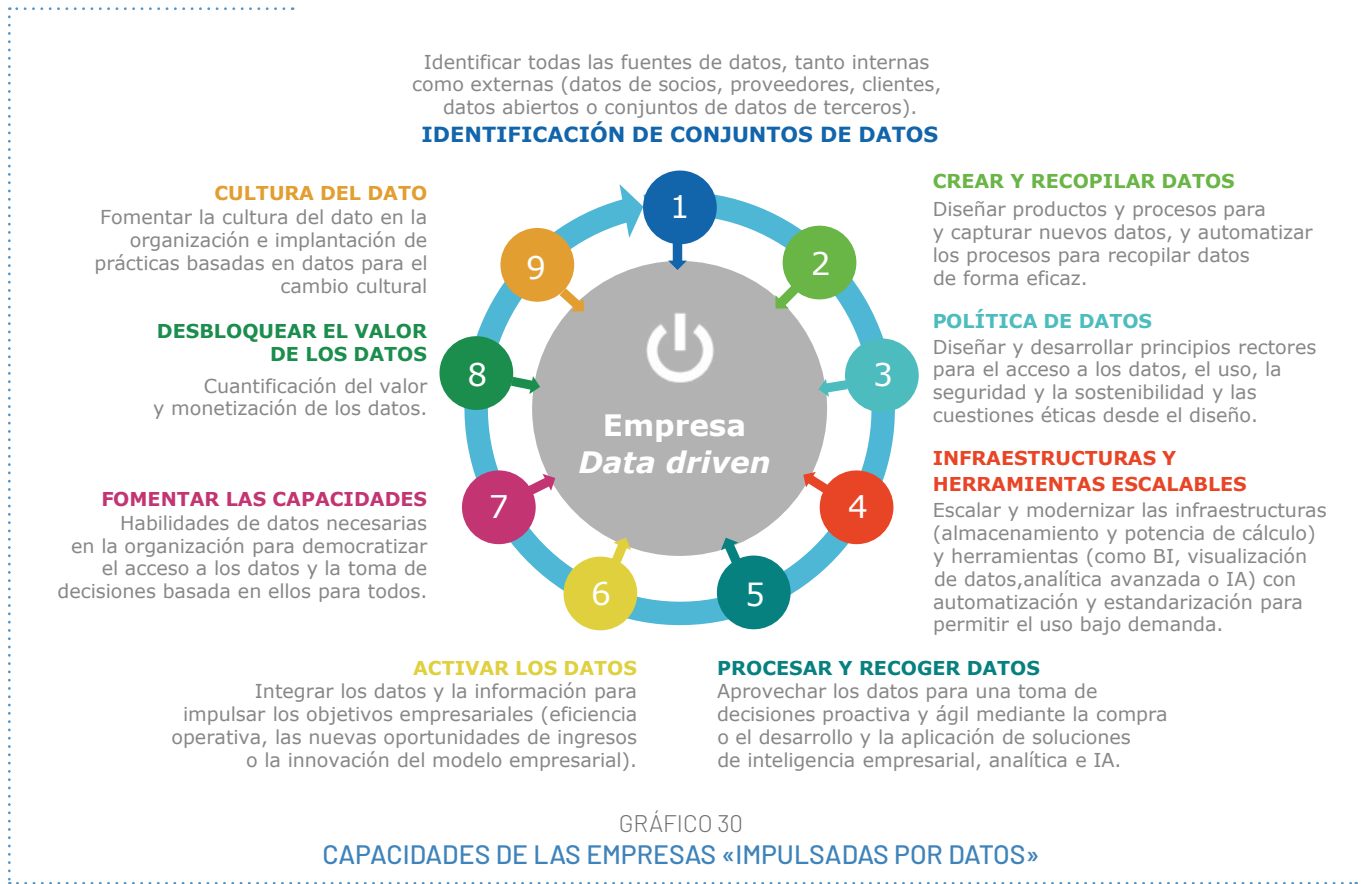 Identificar todas las fuentes de datos, tanto internas
como externas (datos de socios, proveedores, clientes,
datos abiertos o conjuntos de datos de terceros).
IDENTIFICACIÓN DE CONJUNTOS DE DATOS
1
CREAR Y RECOPILAR DATOS
Diseñar productos y procesos para
y capturar nuevos datos, y automatizar
los procesos para recopilar datos
de forma eficaz.
2
POLÍTICA DE DATOS
Diseñar y desarrollar principios rectores
para el acceso a los datos, el uso, la
seguridad y la sostenibilidad y las
cuestiones éticas desde el diseño.
3
INFRAESTRUCTURAS Y
HERRAMIENTAS ESCALABLES
Escalar y modernizar las infraestructuras
(almacenamiento y potencia de cálculo)
y herramientas (como BI, visualización
de datos,analítica avanzada o IA) con
automatización y estandarización para
permitir el uso bajo demanda.
4
PROCESAR Y RECOGER DATOS
Aprovechar los datos para una toma de
decisiones proactiva y ágil mediante la compra
o el desarrollo y la aplicación de soluciones
de inteligencia empresarial, analítica e IA.
5
ACTIVAR LOS DATOS
Integrar los datos y la información para
impulsar los objetivos empresariales (eficiencia
operativa, las nuevas oportunidades de ingresos
o la innovación del modelo empresarial).
6
FOMENTAR LAS CAPACIDADES
Habilidades de datos necesarias
en la organización para democratizar
el acceso a los datos y la toma de
decisiones basada en ellos para todos.
7
DESBLOQUEAR EL VALOR
DE LOS DATOS
Cuantificación del valor
y monetización de los datos.
8
CULTURA DEL DATO
Fomentar la cultura del dato en la
organización e implantación de
prácticas basadas en datos para el
cambio cultural
9
Empresa
Data driven
GRÁFICO 30
CAPACIDADES DE LAS EMPRESAS «IMPULSADAS POR DATOS»